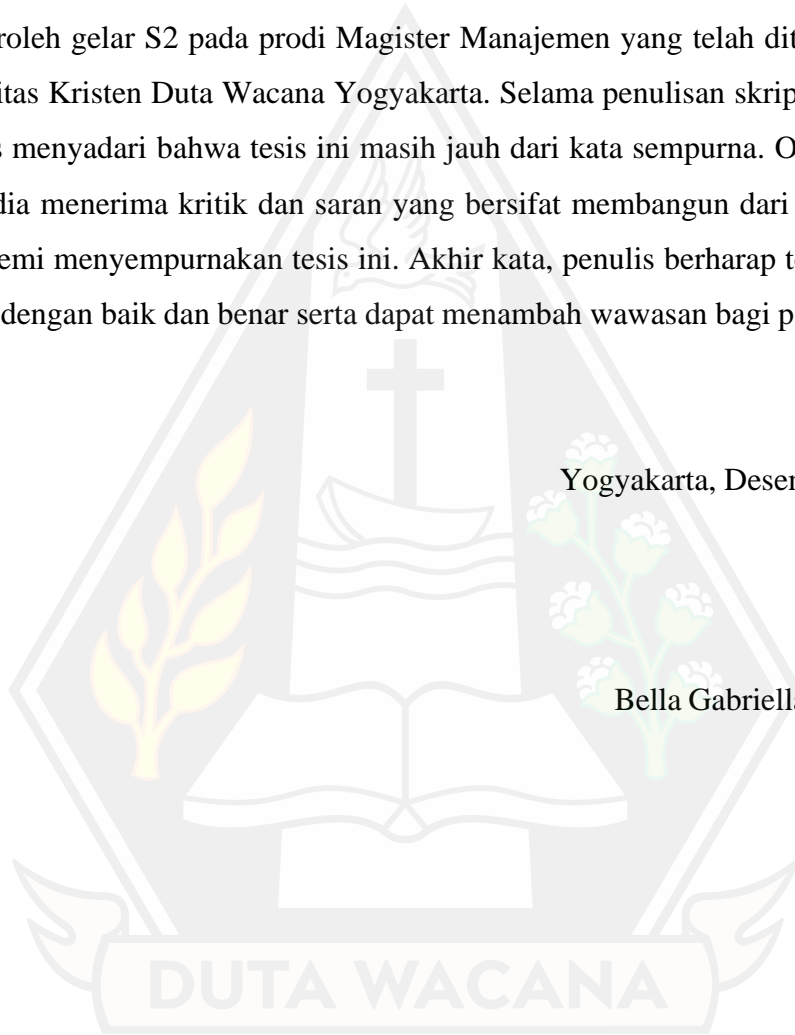 roleh gelar S2 pada prodi Magister Manajemen yang telah dit
itas Kristen Duta Wacana Yogyakarta. Selama penulisan skrip
s menyadari bahwa tesis ini masih jauh dari kata sempurna. O
dia menerima kritik dan saran yang bersifat membangun dari
emi menyempurnakan tesis ini. Akhir kata, penulis berharap te
dengan baik dan benar serta dapat menambah wawasan bagi p
Yogyakarta, Deser
Bella Gabriella
DUTA WACANA